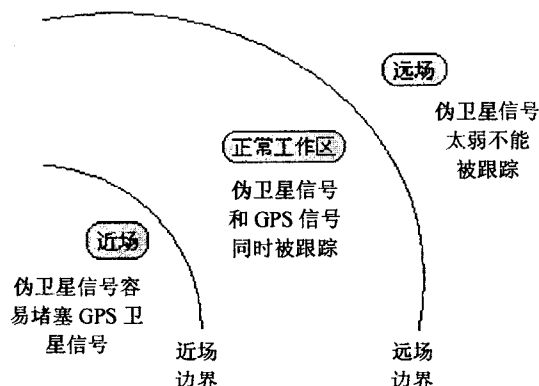 远场
伪卫星信号
太弱不能
被跟踪
正常工作区
伪卫星信号
和 GPS 信号
同时被跟踪
近场
伪卫星信号容
易堵塞 GPS 卫
星信号
近场
边界
远场
边界